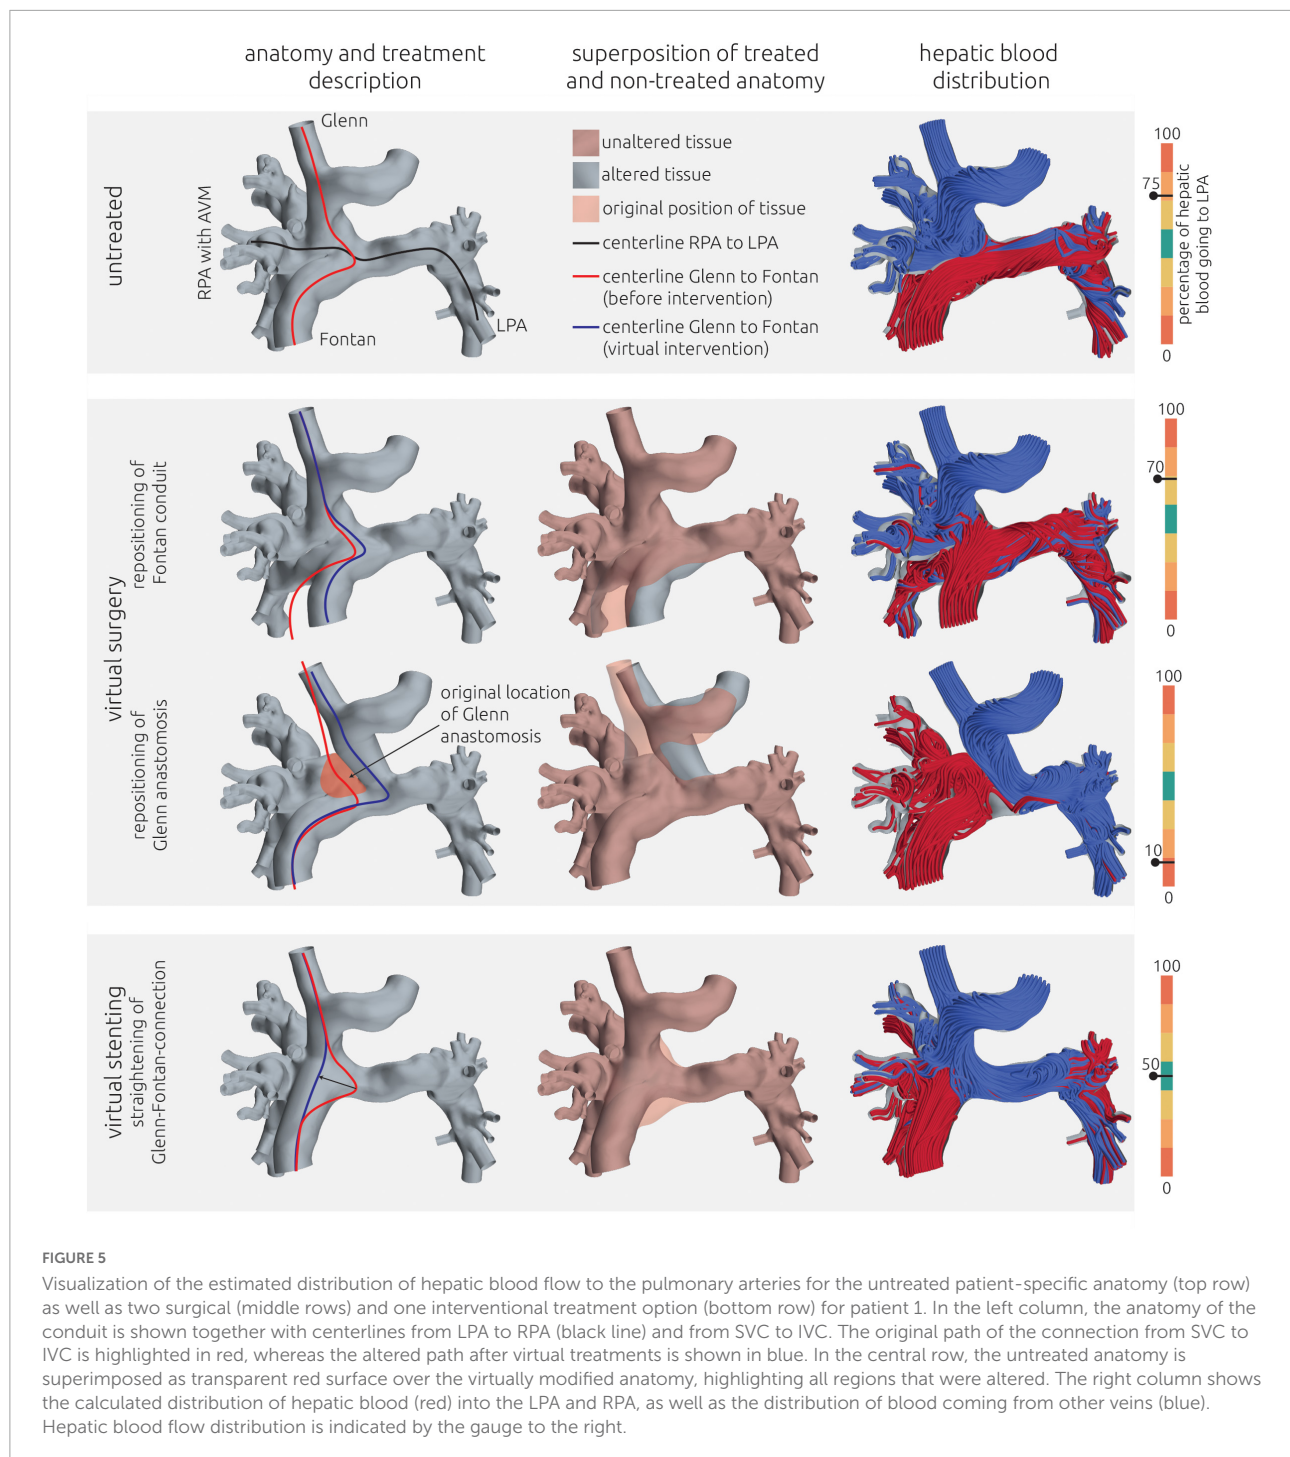 anatomy and treatment
description
superposition of treated
and non-treated anatomy
hepatic blood
distribution
untreated
RPA with AVM
Glenn
Fontan
LPA
unaltered tissue
altered tissue
original position of tissue
centerline RPA to LPA
centerline Glenn to Fontan
(before intervention)
centerline Glenn to Fontan
(virtual intervention)
100
75
0
percentage of hepatic
blood going to LPA
virtual surgery
repositioning of
Fontan conduit
100
70
0
repositioning of
Glenn anastomosis
original location
of Glenn
anastomosis
100
10
0
virtual stenting
straightening of
Glenn-Fontan-connection
100
50
0
FIGURE 5
Visualization of the estimated distribution of hepatic blood flow to the pulmonary arteries for the untreated patient-specific anatomy (top row)
as well as two surgical (middle rows) and one interventional treatment option (bottom row) for patient 1. In the left column, the anatomy of the
conduit is shown together with centerlines from LPA to RPA (black line) and from SVC to IVC. The original path of the connection from SVC to
IVC is highlighted in red, whereas the altered path after virtual treatments is shown in blue. In the central row, the untreated anatomy is
superimposed as transparent red surface over the virtually modified anatomy, highlighting all regions that were altered. The right column shows
the calculated distribution of hepatic blood (red) into the LPA and RPA, as well as the distribution of blood coming from other veins (blue).
Hepatic blood flow distribution is indicated by the gauge to the right.